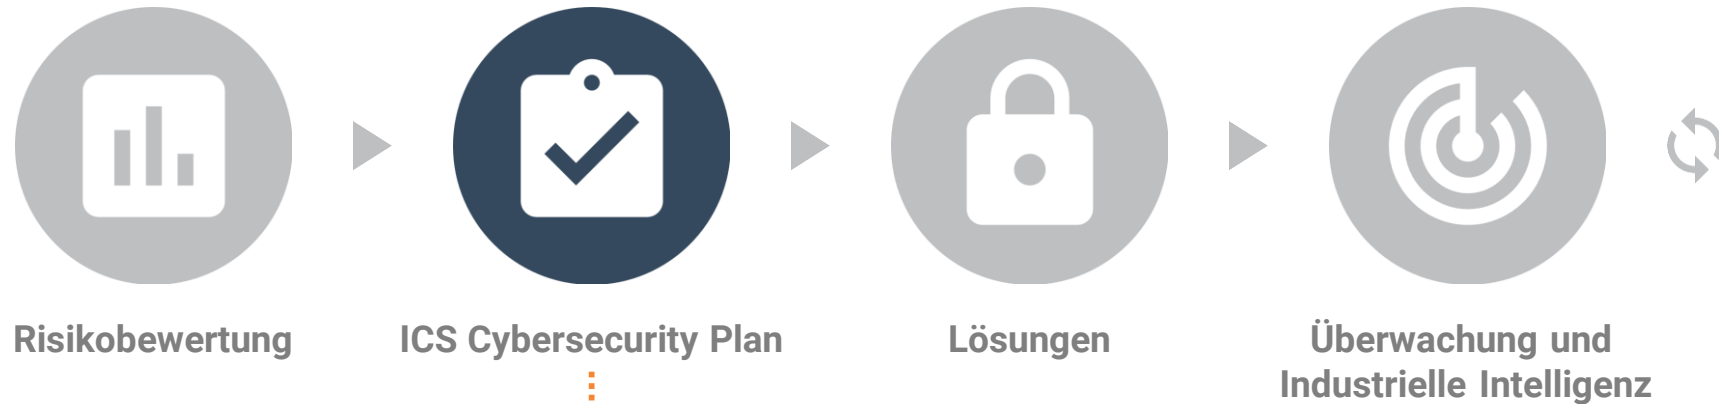 Risikobewertung
ICS Cybersecurity Plan
Lösungen
Überwachung und
Industrielle Intelligenz